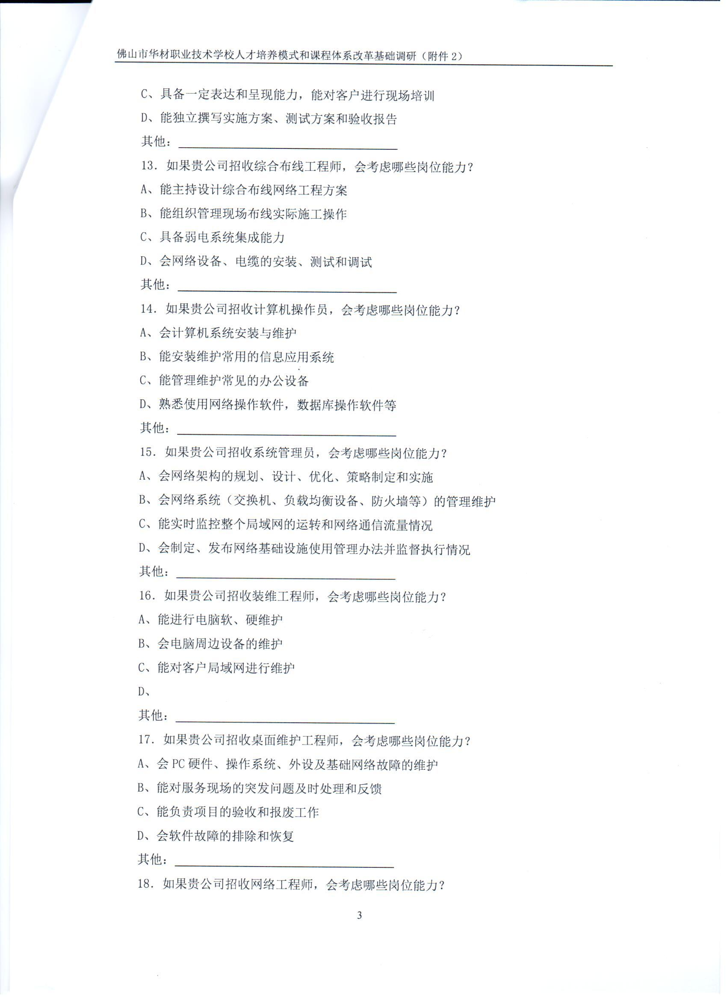 佛山市华材职业技术学校人才培养模式和课程体系改革基础调研（附件2）
C、具备一定表达和呈现能力，能对客户进行现场培训
D、能独立撰写实施方案、测试方案和验收报告
其他：
13. 如果贵公司招收综合布线工程师，会考虑哪些岗位能力？
A、能主持设计综合布线网络工程方案
B、能组织管理现场布线实际施工操作
C、具备弱电系统集成能力
D、会网络设备、电缆的安装、测试和调试
其他：
14. 如果贵公司招收计算机操作员，会考虑哪些岗位能力？
A、会计算机系统安装与维护
B、能安装维护常用的信息应用系统
C、能管理维护常见的办公设备
D、熟悉使用网络操作软件，数据库操作软件等
其他：
15. 如果贵公司招收系统管理员，会考虑哪些岗位能力？
A、会网络架构的规划、设计、优化、策略制定和实施
B、会网络系统（交换机、负载均衡设备、防火墙等）的管理维护
C、能实时监控整个局域网的运转和网络通信流量情况
D、会制定、发布网络基础设施使用管理办法并监督执行情况
其他：
16. 如果贵公司招收装维工程师，会考虑哪些岗位能力？
A、能进行电脑软、硬维护
B、会电脑周边设备的维护
C、能对客户局域网进行维护
D、
其他：
17. 如果贵公司招收桌面维护工程师，会考虑哪些岗位能力？
A、会PC硬件、操作系统、外设及基础网络故障的维护
B、能对服务现场的突发问题及时处理和反馈
C、能负责项目的验收和报废工作
D、会软件故障的排除和恢复
其他：
18. 如果贵公司招收网络工程师，会考虑哪些岗位能力？
3